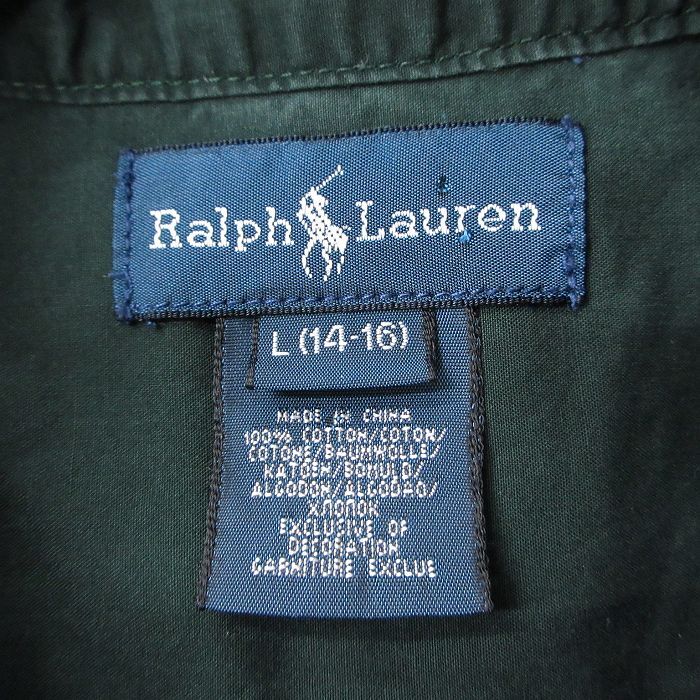 Ralph Lauren
L (14-16)
MADE IN CHINA
100% COTTON/COTON/
COTONE/BAUMWOLLE/
KATOEN/BOMULD/
ALGODON/ALGODAO/
ХЛОПОК
EXCLUSIVE OF
DECORATION
GARNITURE EXCLUE